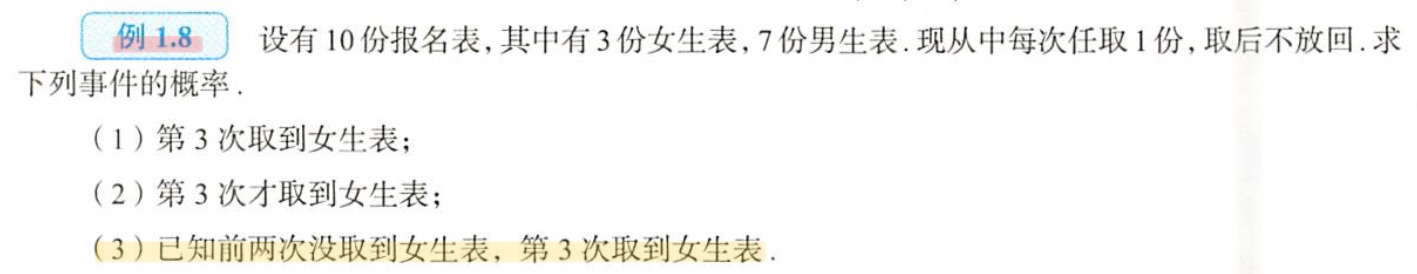 例 1.8 设有 10 份报名表, 其中有 3 份女生表, 7 份男生表. 现从中每次任取 1 份, 取后不放回. 求
下列事件的概率.
(1) 第 3 次取到女生表;
(2) 第 3 次才取到女生表;
(3) 已知前两次没取到女生表, 第 3 次取到女生表.